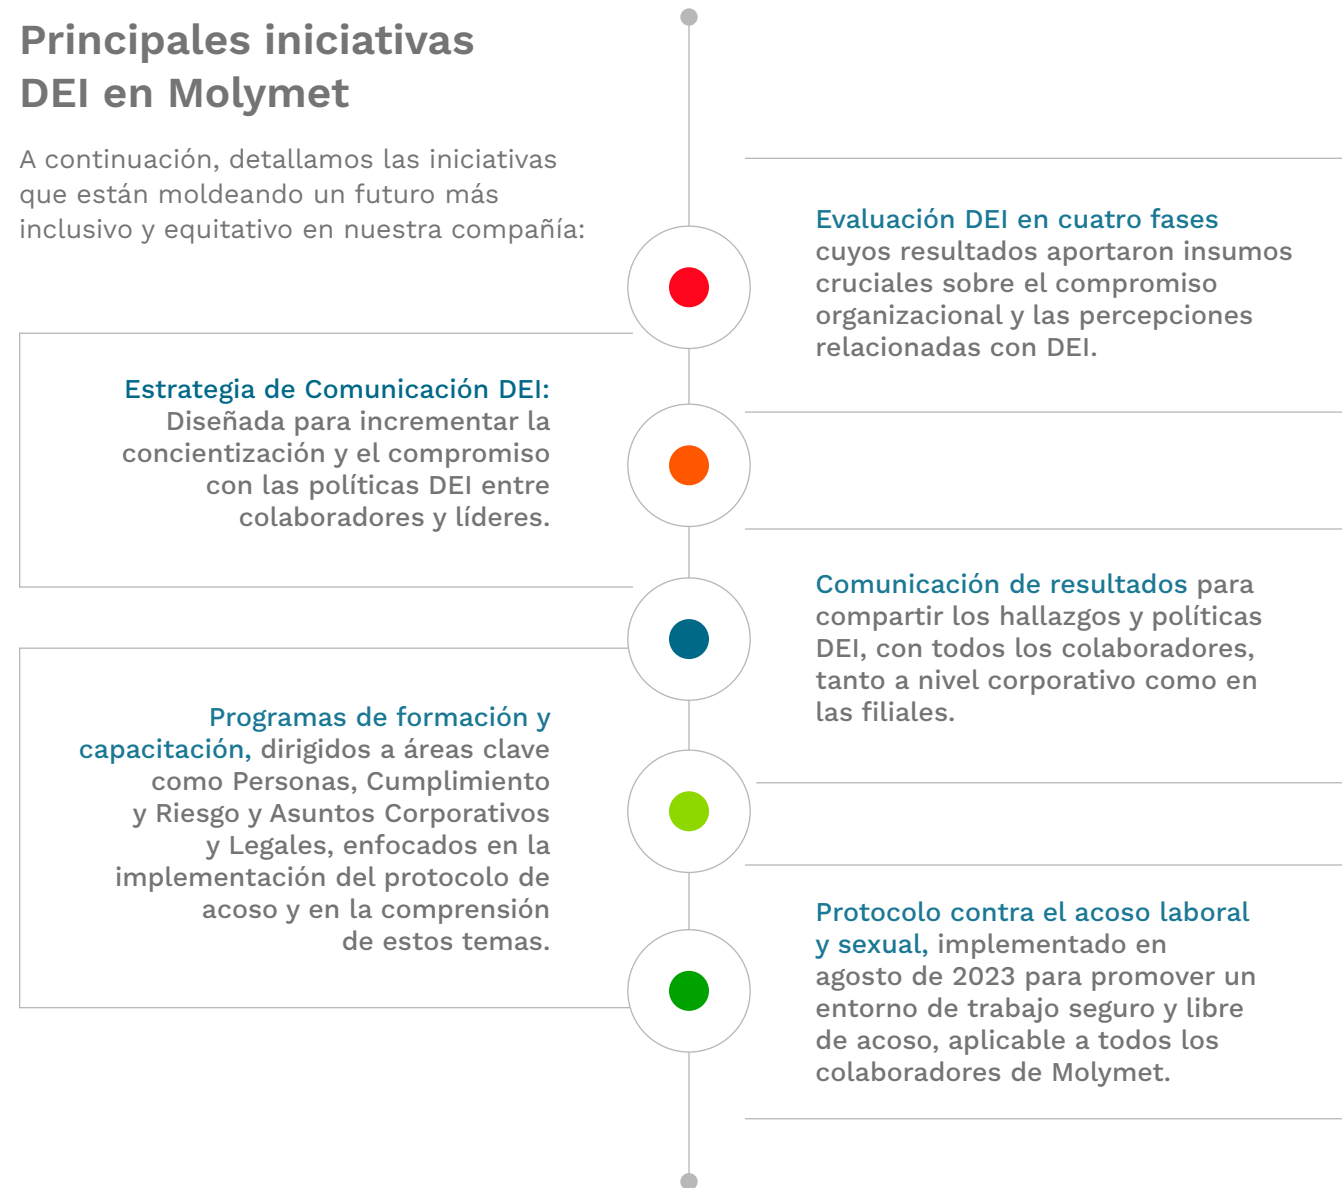 Principales iniciativas
DEI en Molymet
A continuación, detallamos las iniciativas
que están moldeando un futuro más
inclusivo y equitativo en nuestra compañía:
Evaluación DEI en cuatro fases
cuyos resultados aportaron insumos
cruciales sobre el compromiso
organizacional y las percepciones
relacionadas con DEI.
Estrategia de Comunicación DEI:
Diseñada para incrementar la
concientización y el compromiso
con las políticas DEI entre
colaboradores y líderes.
Comunicación de resultados para
compartir los hallazgos y políticas
DEI, con todos los colaboradores,
tanto a nivel corporativo como en
las filiales.
Programas de formación y
capacitación, dirigidos a áreas clave
como Personas, Cumplimiento
y Riesgo y Asuntos Corporativos
y Legales, enfocados en la
implementación del protocolo de
acoso y en la comprensión
de estos temas.
Protocolo contra el acoso laboral
y sexual, implementado en
agosto de 2023 para promover un
entorno de trabajo seguro y libre
de acoso, aplicable a todos los
colaboradores de Molymet.